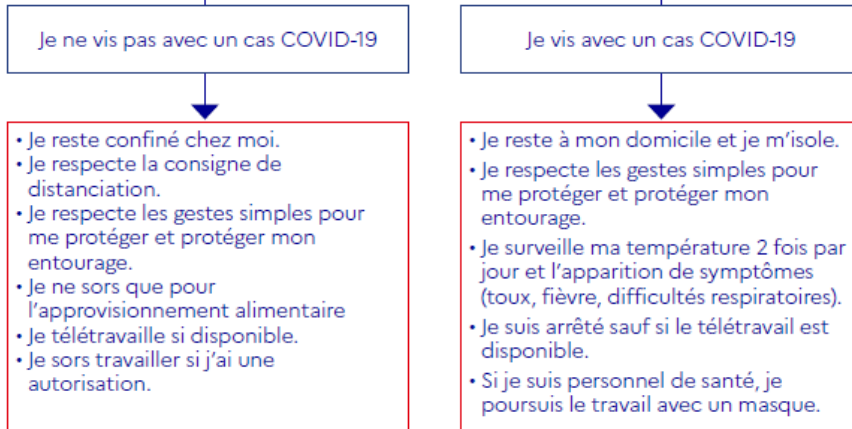 Je ne vis pas avec un cas COVID-19
• Je reste confiné chez moi.
• Je respecte la consigne de
distanciation.
• Je respecte les gestes simples pour
me protéger et protéger mon
entourage.
• Je ne sors que pour
l’approvisionnement alimentaire
• Je télétravaille si disponible.
• Je sors travailler si j’ai une
autorisation.
Je vis avec un cas COVID-19
• Je reste à mon domicile et je m’isole.
• Je respecte les gestes simples pour
me protéger et protéger mon
entourage.
• Je surveille ma température 2 fois par
jour et l’apparition de symptômes
(toux, fièvre, difficultés respiratoires).
• Je suis arrêté sauf si le télétravail est
disponible.
• Si je suis personnel de santé, je
poursuis le travail avec un masque.